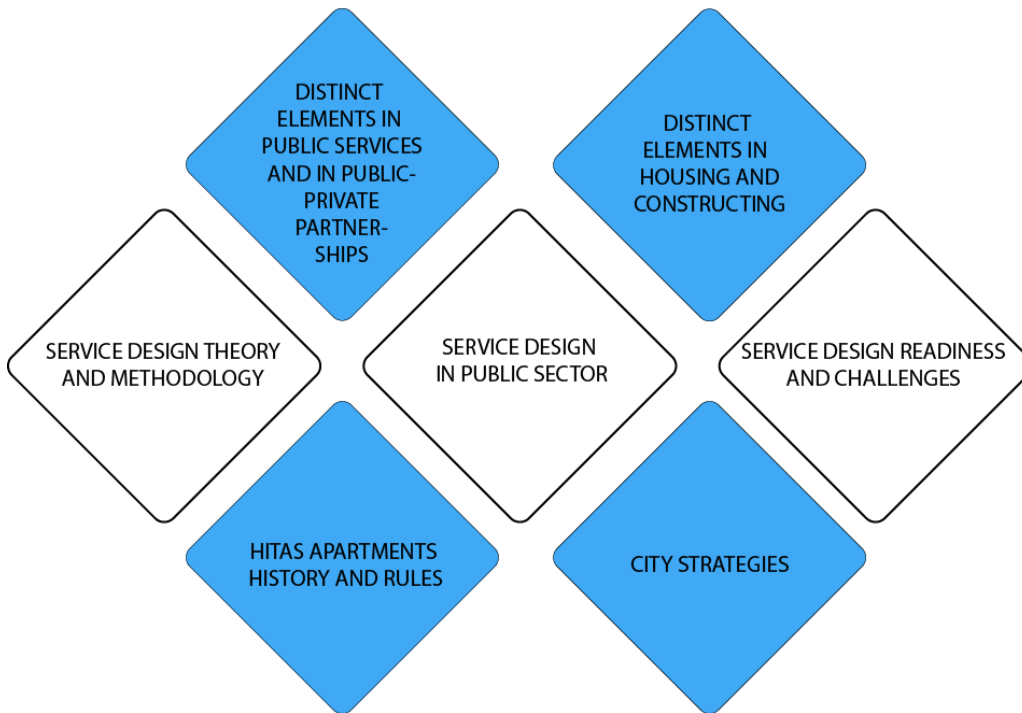 DISTINCT
ELEMENTS IN
PUBLIC SERVICES
AND IN PUBLIC-
PRIVATE
PARTNER-
SHIPS
DISTINCT
ELEMENTS IN
HOUSING AND
CONSTRUCTING
SERVICE DESIGN THEORY
AND METHODOLOGY
SERVICE DESIGN
IN PUBLIC SECTOR
SERVICE DESIGN READINESS
AND CHALLENGES
HITAS APARTMENTS
HISTORY AND RULES
CITY STRATEGIES